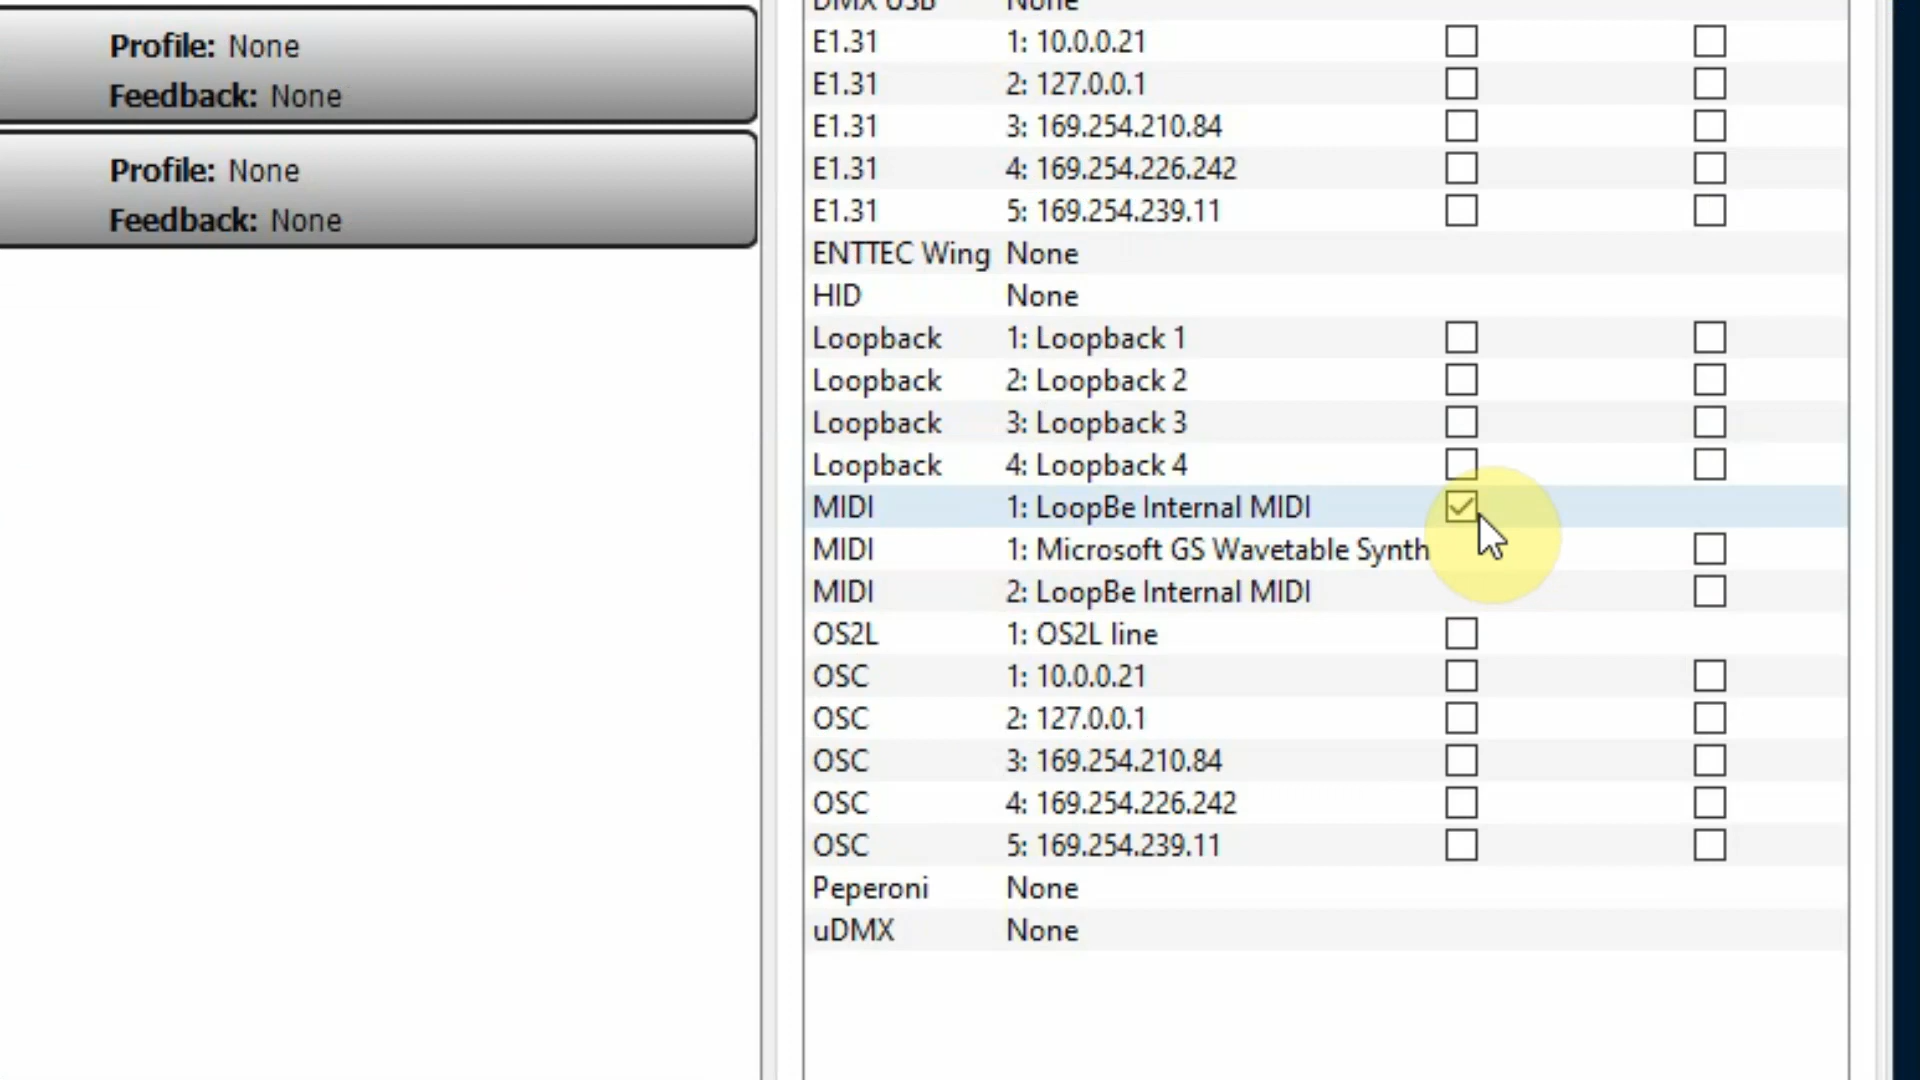 Profile: None
Feedback: None
Profile: None
Feedback: None
DMX USB None
E1.31 1: 10.0.0.21
E1.31 2: 127.0.0.1
E1.31 3: 169.254.210.84
E1.31 4: 169.254.226.242
E1.31 5: 169.254.239.11
ENTTEC Wing None
HID None
Loopback 1: Loopback 1
Loopback 2: Loopback 2
Loopback 3: Loopback 3
Loopback 4: Loopback 4
MIDI 1: LoopBe Internal MIDI
MIDI 1: Microsoft GS Wavetable Synth
MIDI 2: LoopBe Internal MIDI
OS2L 1: OS2L line
OSC 1: 10.0.0.21
OSC 2: 127.0.0.1
OSC 3: 169.254.210.84
OSC 4: 169.254.226.242
OSC 5: 169.254.239.11
Peperoni None
uDMX None